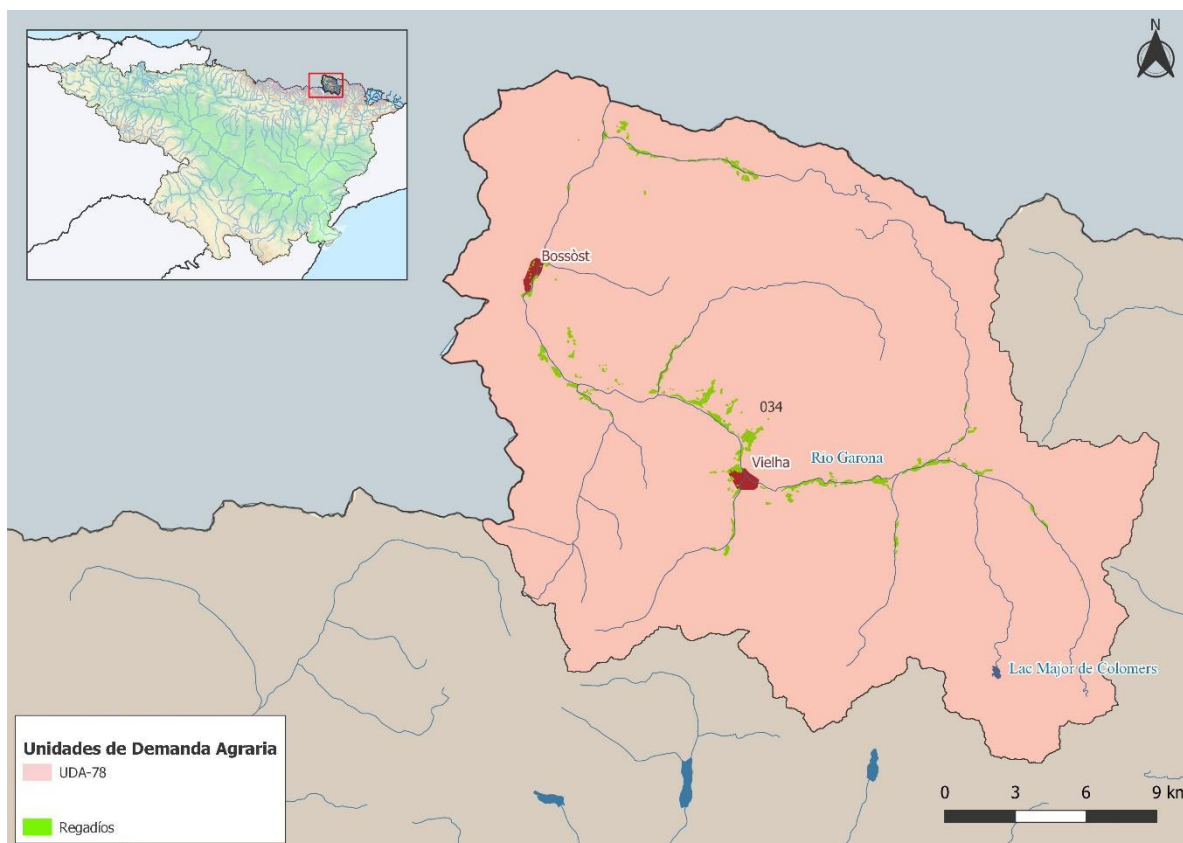 N
Bossòst
034
Vielha
Rio Garona
Lac Major de Colomers
Unidades de Demanda Agraria
UDA-78
Regadíos
0 3 6 9 km